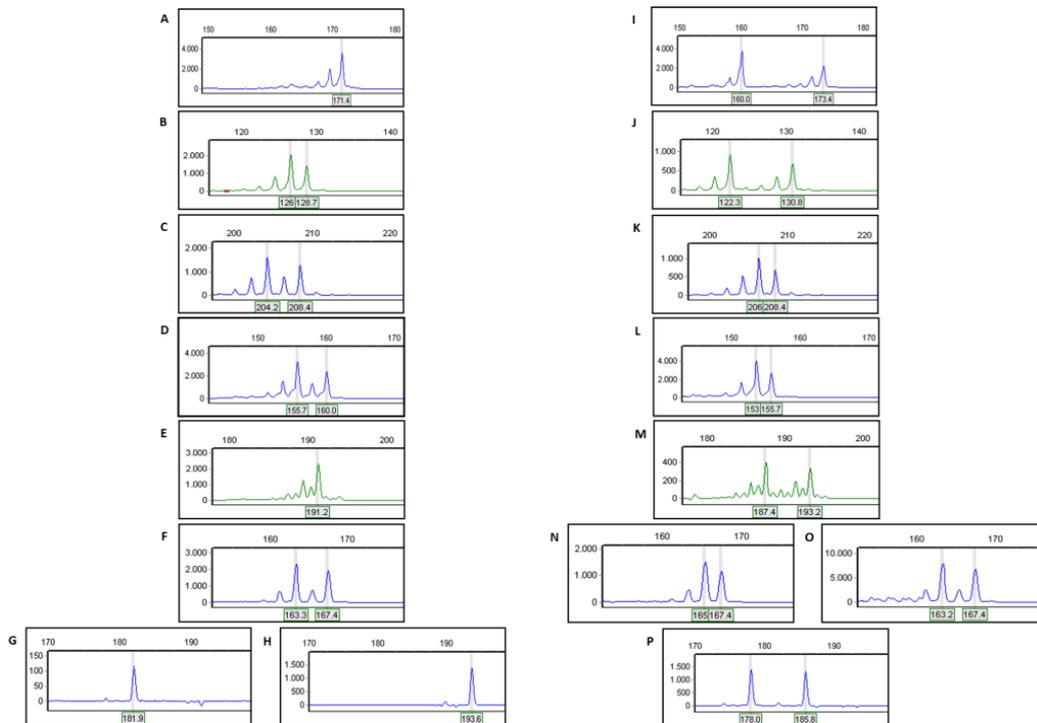 A
150 160 170 180
4.000
2.000
0
171.4
B
120 130 140
2.000
1.000
0
126 128.7
C
200 210 220
2.000
1.000
0
204.2 208.4
D
150 160 170
4.000
2.000
0
155.7 160.0
E
180 190 200
3.000
2.000
1.000
0
191.2
F
160 170
3.000
2.000
1.000
0
163.3 167.4
G
170 180 190
150
100
50
0
181.9
H
170 180 190
1.500
1.000
500
0
193.6
I
150 160 170 180
4.000
2.000
0
160.0 173.4
J
120 130 140
1.000
500
0
122.3 130.8
K
200 210 220
1.000
500
0
206 208.4
L
150 160 170
4.000
2.000
0
153 155.7
M
180 190 200
400
200
0
187.4 193.2
N
160 170
2.000
1.000
0
165 167.4
O
160 170
10.000
5.000
0
163.2 167.4
P
170 180 190
1.500
1.000
500
0
178.0 185.8